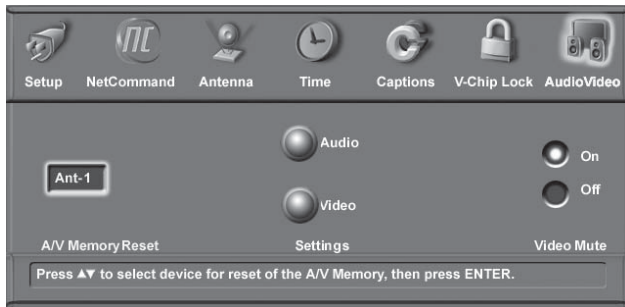 Setup NetCommand Antenna Time Captions V-Chip Lock AudioVideo
Audio
On
Ant-1
Off
Video
A/V Memory Reset Settings Video Mute
Press ▲▼ to select device for reset of the A/V Memory, then press ENTER.